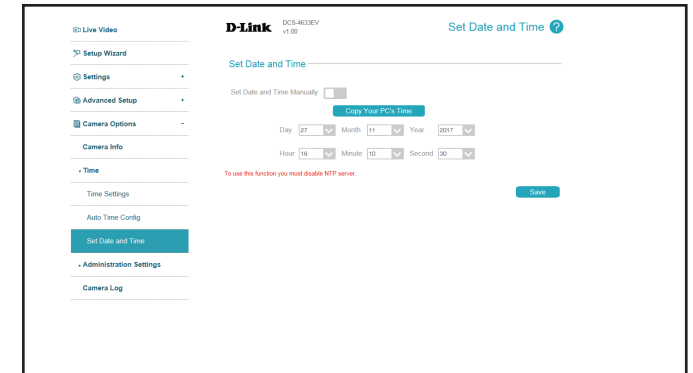 Live Video
Setup Wizard
Settings +
Advanced Setup +
Camera Options -
Camera Info
Time
Time Settings
Auto Time Config
Set Date and Time
Administration Settings
Camera Log
D-Link DCS-4633EV
v1.00
Set Date and Time ?
Set Date and Time
Set Date and Time Manually
Copy Your PC's Time
Day 27 Month 11 Year 2017
Hour 16 Minute 10 Second 30
To use this function you must disable NTP server.
Save